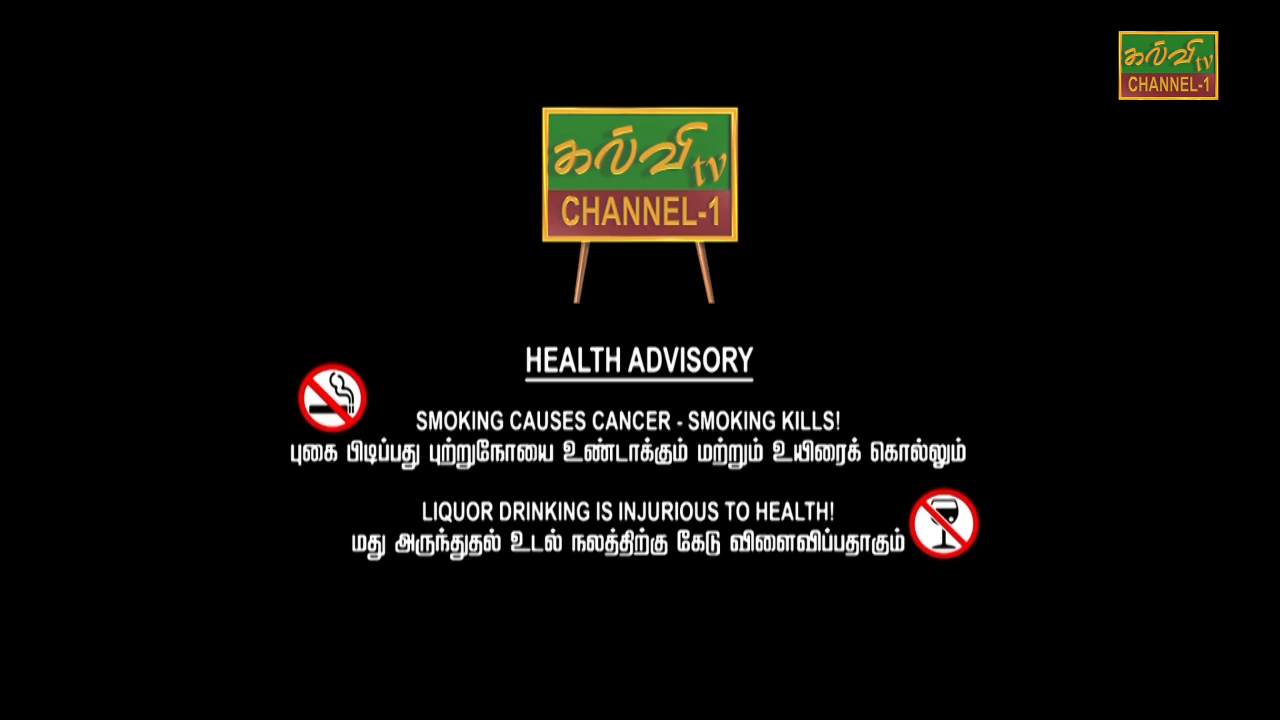 கல்வி tv
CHANNEL-1
கல்வி tv
CHANNEL-1
HEALTH ADVISORY
SMOKING CAUSES CANCER - SMOKING KILLS!
புகை பிடிப்பது புற்றுநோயை உண்டாக்கும் மற்றும் உயிரைக் கொல்லும்
LIQUOR DRINKING IS INJURIOUS TO HEALTH!
மது அருந்துதல் உடல் நலத்திற்கு கேடு விளைவிப்பதாகும்